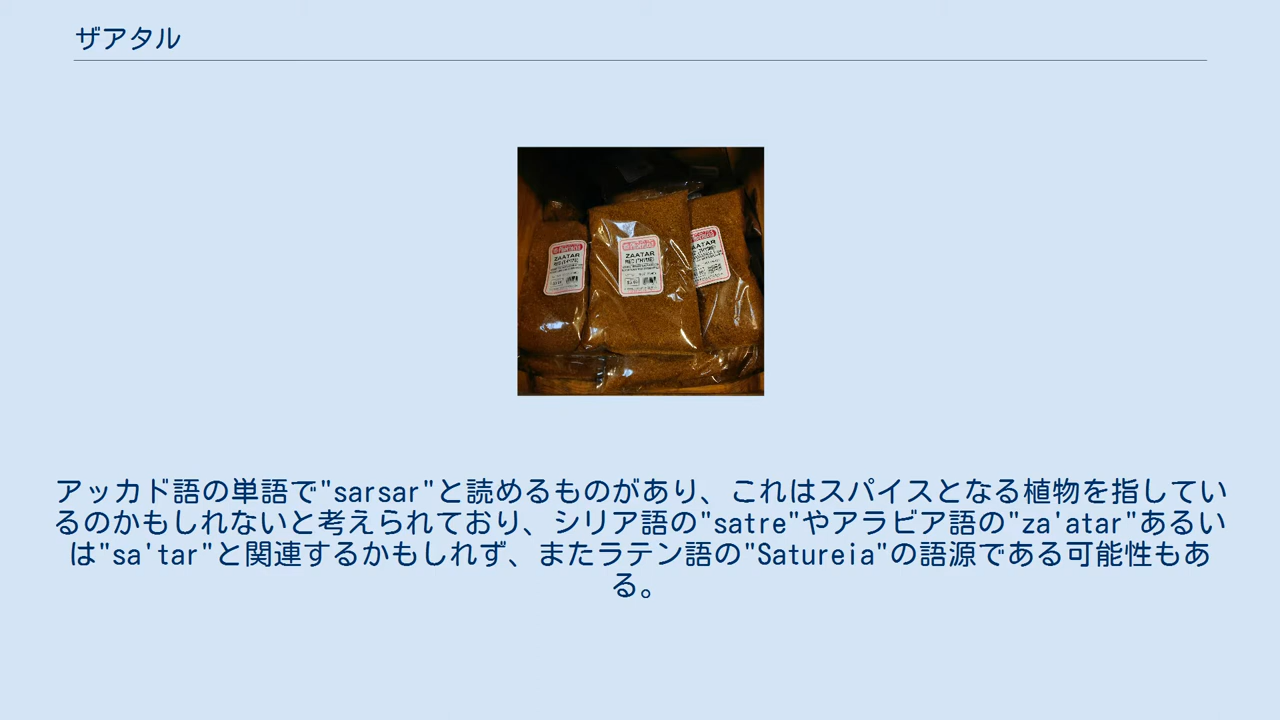 ザアタル
ZAATAR
ZAATAR
アッカド語の単語で"sarsar"と読めるものがあり、これはスパイスとなる植物を指してい
るのかもしれないと考えられており、シリア語の"satre"やアラビア語の"za'atar"あるい
は"sa'tar"と関連するかもしれず、またラテン語の"Satureia"の語源である可能性もあ
る。